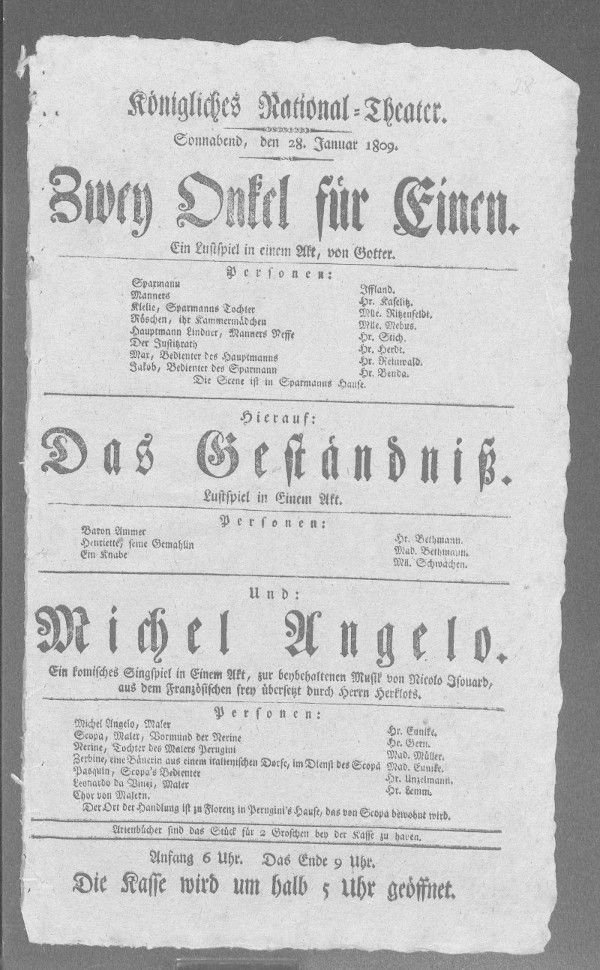 28
Königliches National-Theater.
Sonnabend, den 28. Januar 1809.
Zwey Onkel für Einen.
Ein Lustspiel in einem Akt, von Gotter.
Personen:
Sparmann Iffland.
Manners Hr. Kaselitz.
Klelie, Sparmanns Tochter Mlle. Ritzenfeldt.
Röschen, ihr Kammermädchen Mlle. Mebus.
Hauptmann Lindner, Manners Neffe Hr. Stich.
Der Justitzrath Hr. Herdt.
Max, Bedienter des Hauptmanns Hr. Reinwald.
Jakob, Bedienter des Sparmann Hr. Benda.
Die Scene ist in Sparmanns Hause.
Hierauf:
Das Geständniß.
Lustspiel in Einem Akt.
Personen:
Baron Ammer Hr. Bethmann.
Henriette, seine Gemahlin Mad. Bethmann.
Ein Knabe Mll. Schwachen.
Und:
Michel Angelo.
Ein komisches Singspiel in Einem Akt, zur beybehaltenen Musik von Nicolo Isouard,
aus dem Französischen frey übersetzt durch Herrn Herklots.
Personen:
Michel Angelo, Maler Hr. Eunike.
Scopa, Maler, Vormund der Nerine Hr. Gern.
Nerine, Tochter des Malers Perugini Mad. Müller.
Zerbine, eine Bäuerin aus einem italienischen Dorfe, im Dienst des Scopa Mad. Eunike.
Pasquin, Scopa's Bedienter Hr. Unzelmann.
Leonardo da Vinci, Maler Hr. Lemm.
Chor von Malern.
Der Ort der Handlung ist zu Florenz in Perugini's Hause, das von Scopa bewohnt wird.
Arienbücher sind das Stück für 2 Groschen bey der Kasse zu haben.
Anfang 6 Uhr. Das Ende 9 Uhr.
Die Kasse wird um halb 5 Uhr geöffnet.